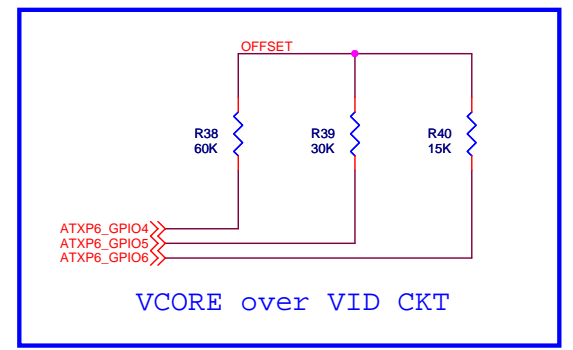 OFFSET
R38
60K
R39
30K
R40
15K
ATXP6_GPIO4
ATXP6_GPIO5
ATXP6_GPIO6
VCORE over VID CKT